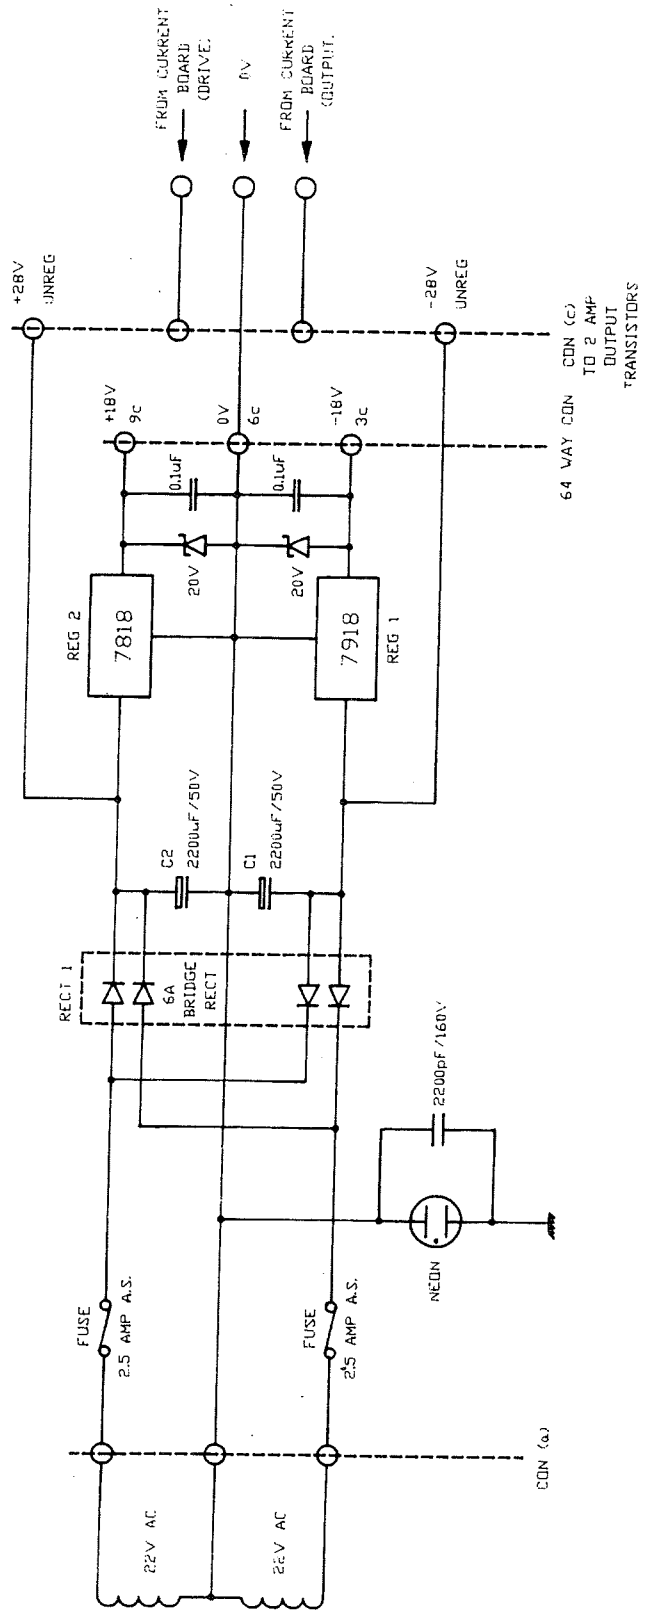 FROM CURRENT
BOARD
(DRIVE)
0V
FROM CURRENT
BOARD
(OUTPUT.
+28V
UNREG
-28V
UNREG
CON (c)
TO 2 AMP
OUTPUT
TRANSISTORS
+18V
9c
0V
6c
-18V
3c
64 WAY CON
0.1uF
0.1uF
20V
20V
REG 2
7818
7918
REG 1
C2
2200uF/50V
C1
2200uF/50V
RECT 1
6A
BRIDGE
RECT
2200pF/160V
NEON
FUSE
2.5 AMP A.S.
FUSE
2.5 AMP A.S.
CON (a)
22V AC
22V AC